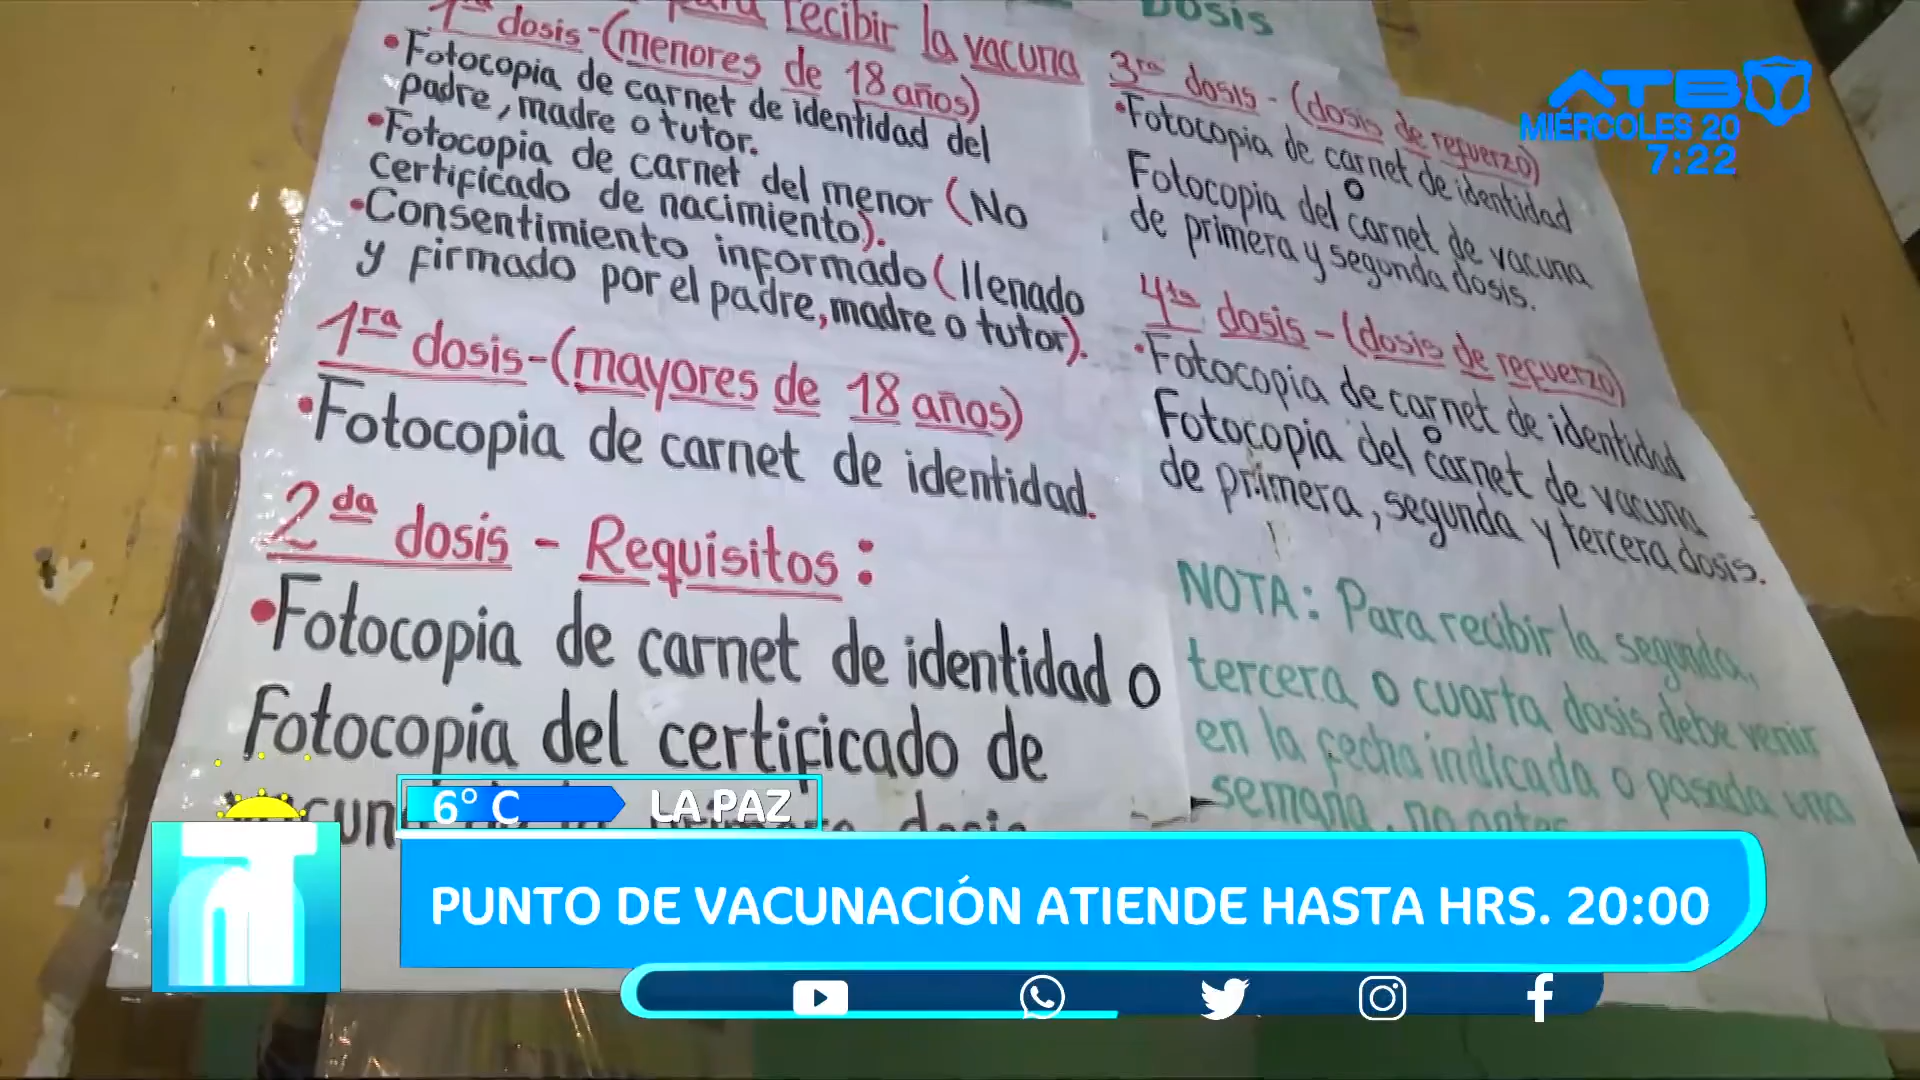 para recibir la vacuna
1ra dosis-(menores de 18 años)
•Fotocopia de carnet de identidad del
padre, madre o tutor.
•Fotocopia de carnet del menor (No
certificado de nacimiento).
•Consentimiento informado (llenado
y firmado por el padre, madre o tutor).
1ra dosis-(mayores de 18 años)
•Fotocopia de carnet de identidad.
2da dosis - Requisitos:
•Fotocopia de carnet de identidad o
Fotocopia del certificado de
primera dosis
Dosis
3ra dosis - (dosis de refuerzo)
•Fotocopia de carnet de identidad
o
Fotocopia del carnet de vacuna
de primera y segunda dosis.
4ta dosis - (dosis de refuerzo)
•Fotocopia de carnet de identidad
o
Fotocopia del carnet de vacuna
de primera, segunda y tercera dosis.
NOTA: Para recibir la segunda,
tercera o cuarta dosis debe venir
en la fecha indicada o pasada una
semana, no antes
ATB
MIÉRCOLES 20
7:22
6° C LA PAZ
PUNTO DE VACUNACIÓN ATIENDE HASTA HRS. 20:00